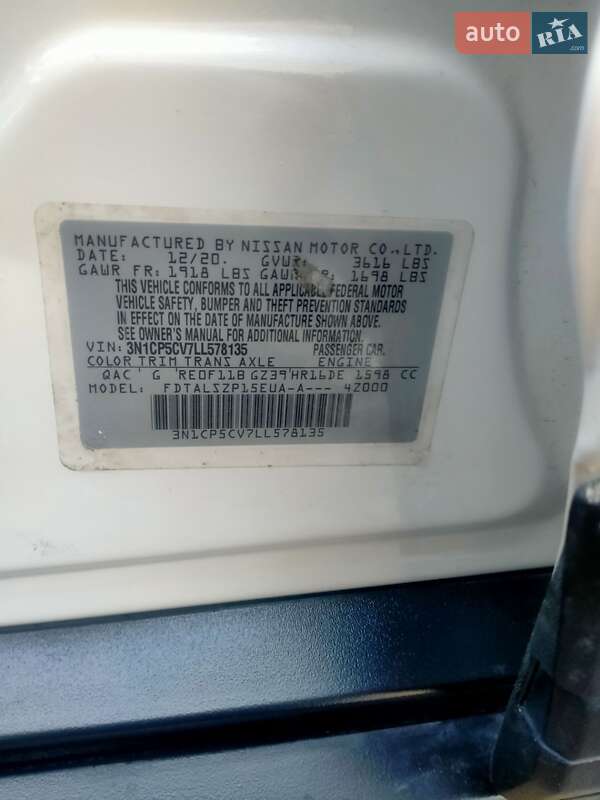 auto RIA .com
MANUFACTURED BY NISSAN MOTOR CO.,LTD.
DATE: 12/20. GVWR: 3616 LBS
GAWR FR: 1918 LBS GAWR RR: 1698 LBS
THIS VEHICLE CONFORMS TO ALL APPLICABLE FEDERAL MOTOR
VEHICLE SAFETY, BUMPER AND THEFT PREVENTION STANDARDS
IN EFFECT ON THE DATE OF MANUFACTURE SHOWN ABOVE.
SEE OWNER'S MANUAL FOR ADDITIONAL INFORMATION.
VIN: 3N1CP5CV7LL578135 PASSENGER CAR.
COLOR TRIM TRANS AXLE ENGINE
QAC ' G 'RE0F11B GZ39'HR16DE 1598 CC
MODEL: FDTALSZP15EUA-A--- 4Z000
3N1CP5CV7LL578135